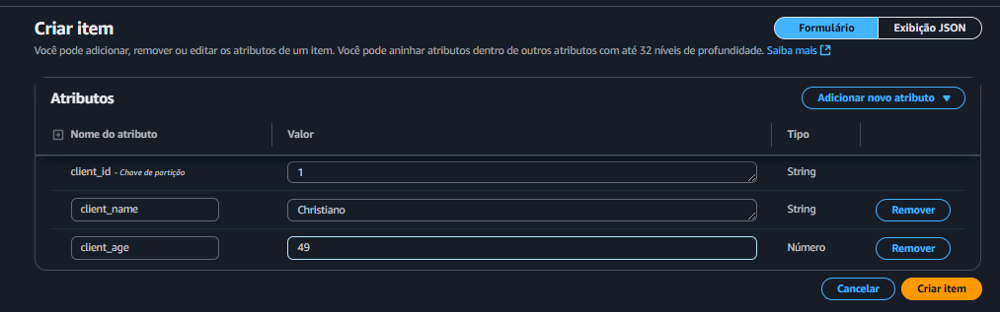 Criar item
Formulário
Exibição JSON
Você pode adicionar, remover ou editar os atributos de um item. Você pode aninhar atributos dentro de outros atributos com até 32 níveis de profundidade. Saiba mais
Atributos
Adicionar novo atributo
Nome do atributo
Valor
Tipo
client_id - Chave de partição
1
String
client_name
Christiano
String
Remover
client_age
49
Número
Remover
Cancelar
Criar item